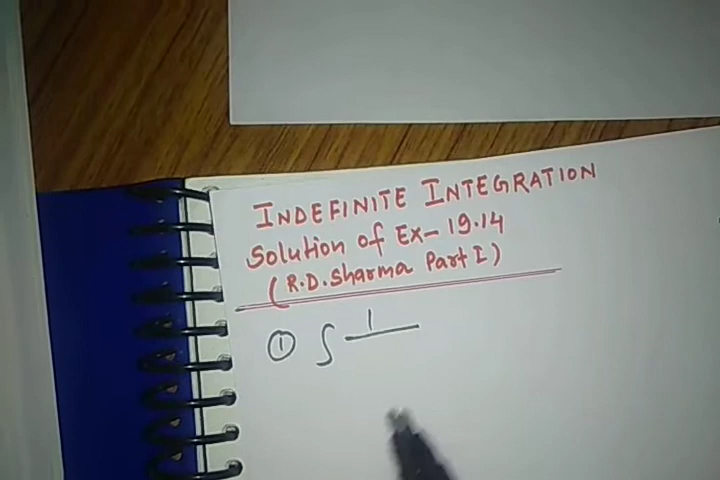 INDEFINITE INTEGRATION
Solution of Ex-19.14
(R.D.Sharma Part I)
① ∫ 1/